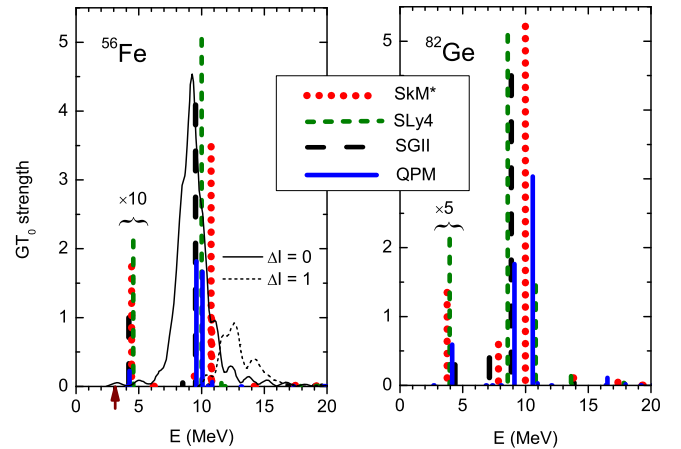 ⁵⁶Fe
⁸²Ge
SkM*
SLy4
SGII
QPM
×10
×5
ΔI = 0
ΔI = 1
GT₀ strength
5
4
3
2
1
0
0 5 10 15 20
E (MeV)
5
4
3
2
1
0
0 5 10 15 20
E (MeV)